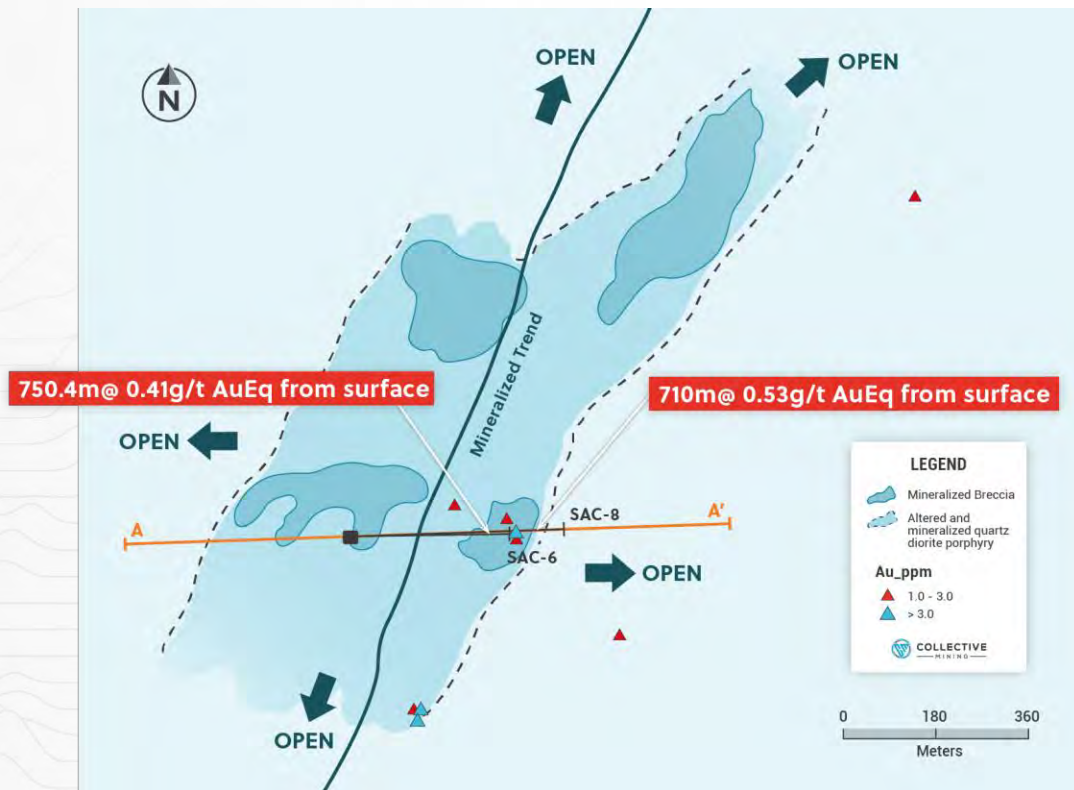 OPEN
OPEN
N
Mineralized Trend
750.4m@ 0.41g/t AuEq from surface
710m@ 0.53g/t AuEq from surface
OPEN
A
A'
SAC-8
SAC-6
OPEN
OPEN
LEGEND
Mineralized Breccia
Altered and
mineralized quartz
diorite porphyry
Au_ppm
1.0 - 3.0
> 3.0
COLLECTIVE
MINING
0 180 360
Meters